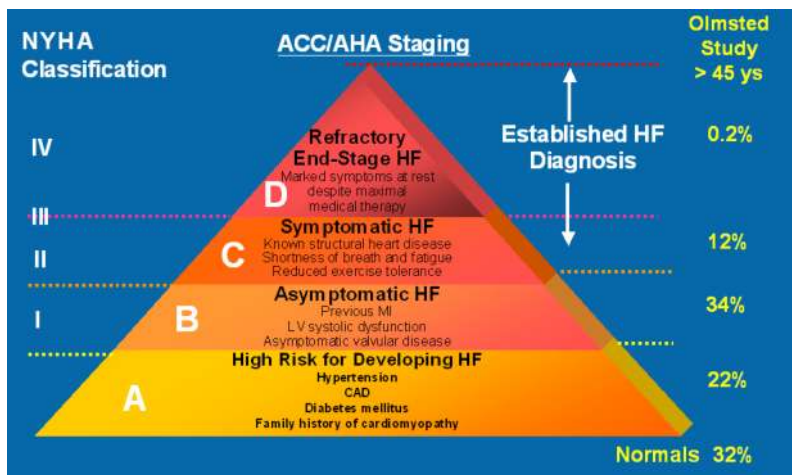 NYHA
Classification
ACC/AHA Staging
Olmsted
Study
> 45 ys
IV
Refractory
End-Stage HF
Marked symptoms at rest
despite maximal
medical therapy
D
Established HF
Diagnosis
0.2%
III
Symptomatic HF
Known structural heart disease
Shortness of breath and fatigue
Reduced exercise tolerance
C
II
12%
Asymptomatic HF
Previous MI
LV systolic dysfunction
Asymptomatic valvular disease
B
I
34%
High Risk for Developing HF
Hypertension
CAD
Diabetes mellitus
Family history of cardiomyopathy
A
22%
Normals 32%